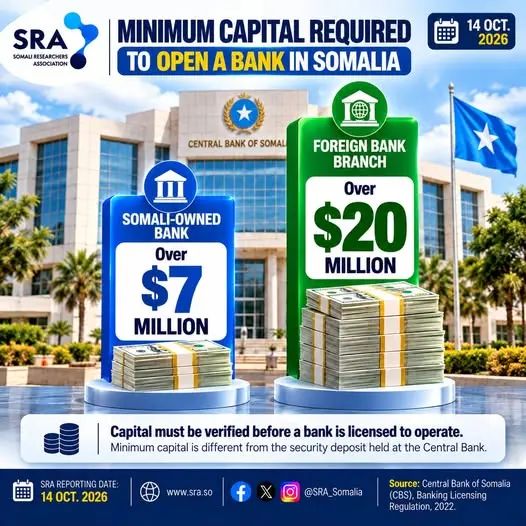 SRA
SOMALI RESEARCHERS
ASSOCIATION
MINIMUM CAPITAL REQUIRED
TO OPEN A BANK IN SOMALIA
14 OCT.
2026
CENTRAL BANK OF SOMAL
SOMALI-OWNED
BANK
Over
$7
MILLION
FOREIGN BANK
BRANCH
Over
$20
MILLION
Capital must be verified before a bank is licensed to operate.
Minimum capital is different from the security deposit held at the Central Bank.
SRA REPORTING DATE:
14 OCT. 2026
www.sra.so
@SRA_Somalia
Source: Central Bank of Somalia
(CBS), Banking Licensing
Regulation, 2022.